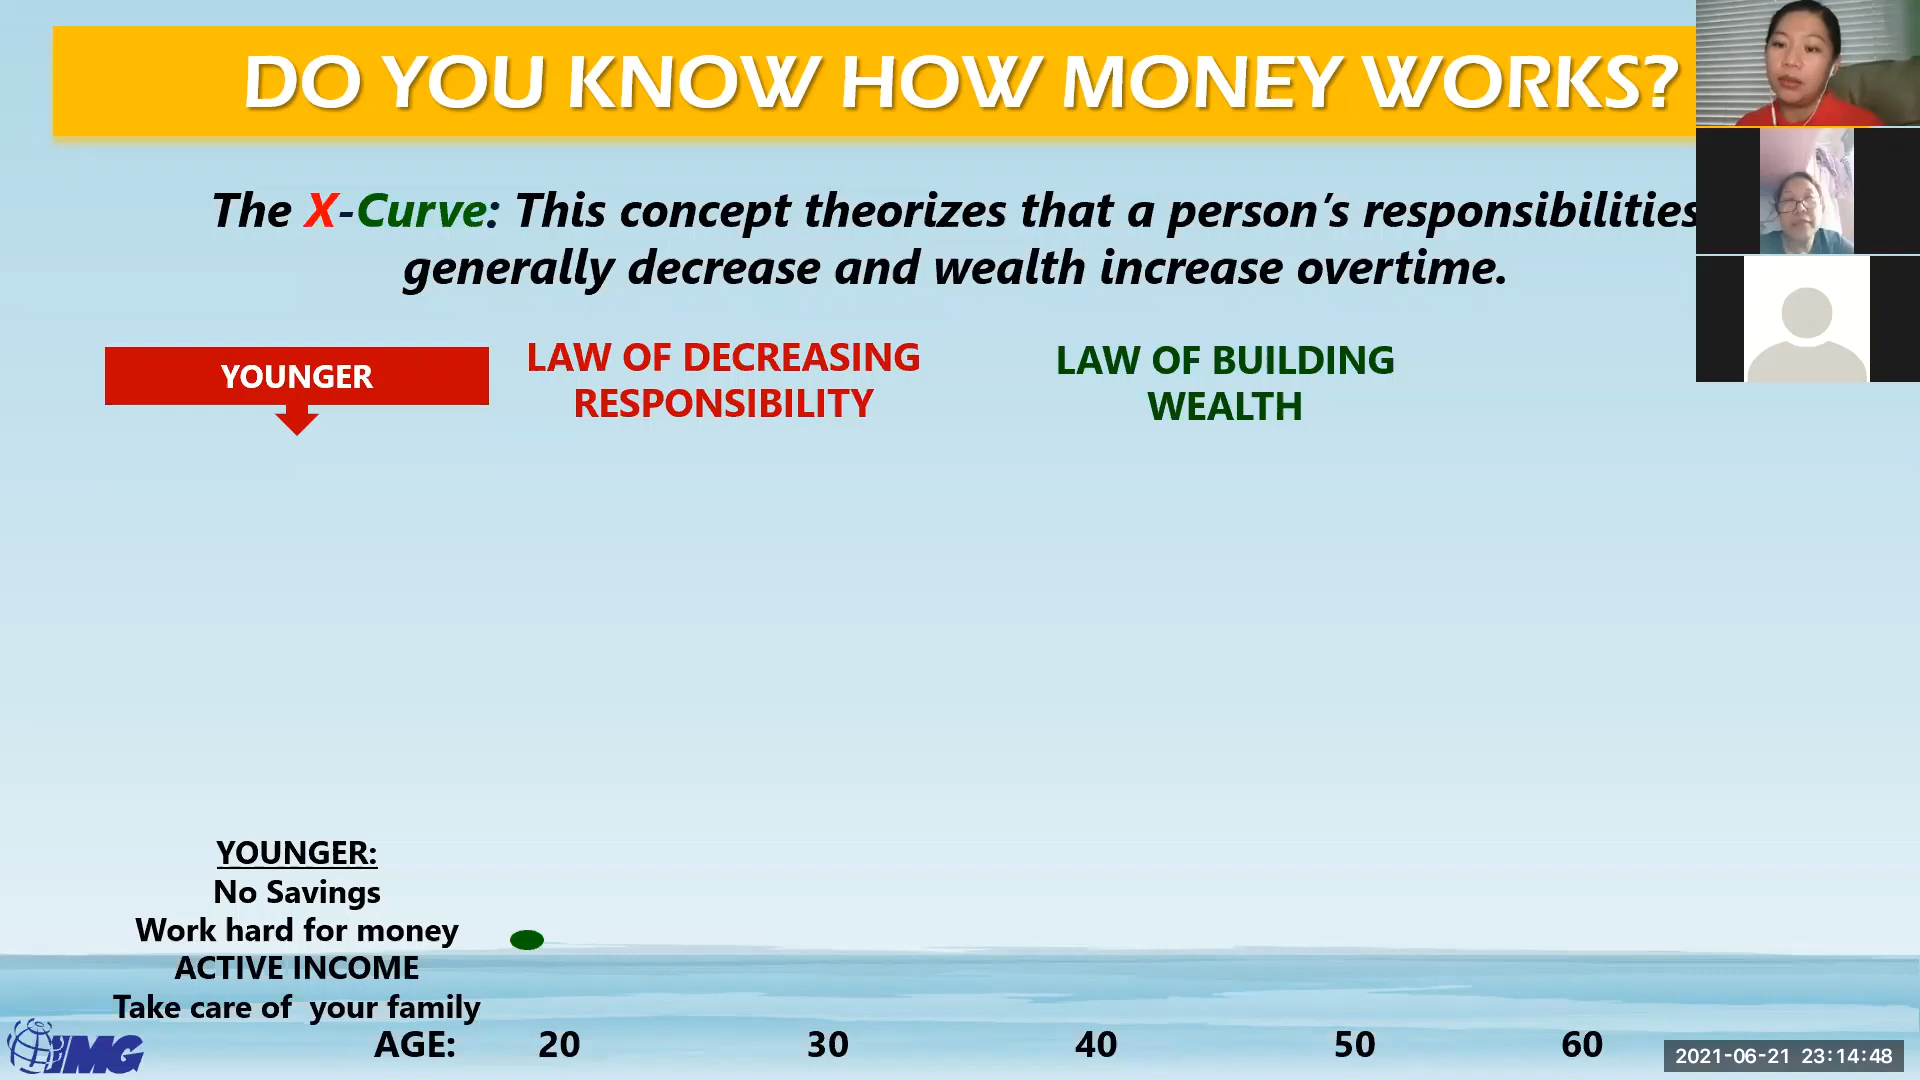 DO YOU KNOW HOW MONEY WORKS?
The X-Curve: This concept theorizes that a person's responsibilities
generally decrease and wealth increase overtime.
YOUNGER
LAW OF DECREASING
RESPONSIBILITY
LAW OF BUILDING
WEALTH
YOUNGER:
No Savings
Work hard for money
ACTIVE INCOME
Take care of  your family
AGE: 20 30 40 50 60
IMG
2021-06-21 23:14:48